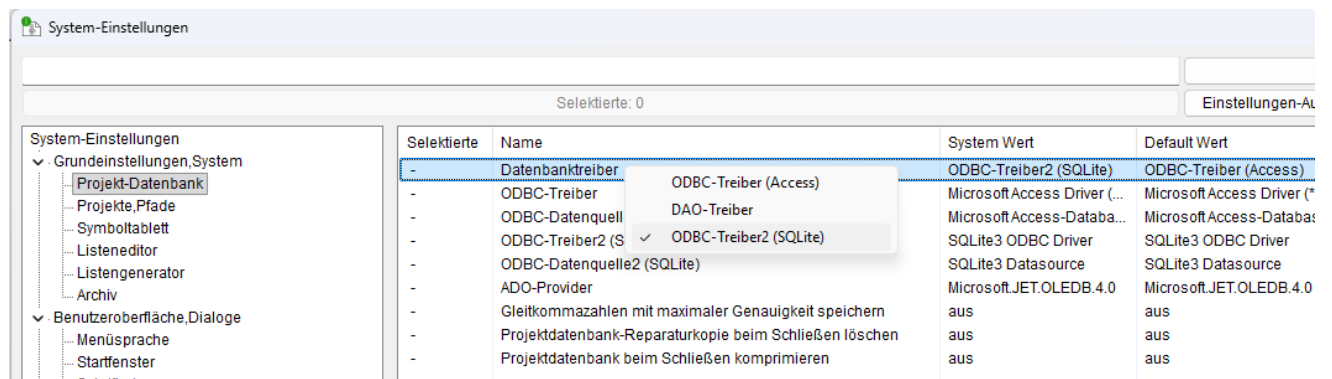 System-Einstellungen
Selektierte: 0
Einstellungen-Au
System-Einstellungen
Grundeinstellungen,System
Projekt-Datenbank
Projekte,Pfade
Symboltablett
Listeneditor
Listengenerator
Archiv
Benutzeroberfläche,Dialoge
Menüsprache
Startfenster
Selektierte Name System Wert Default Wert
- Datenbanktreiber ODBC-Treiber2 (SQLite) ODBC-Treiber (Access)
- ODBC-Treiber Microsoft Access Driver (... Microsoft Access Driver (*
- ODBC-Datenquell Microsoft Access-Databa... Microsoft Access-Databas
- ODBC-Treiber2 (S SQLite3 ODBC Driver SQLite3 ODBC Driver
- ODBC-Datenquelle2 (SQLite) SQLite3 Datasource SQLite3 Datasource
- ADO-Provider Microsoft.JET.OLEDB.4.0 Microsoft.JET.OLEDB.4.0
- Gleitkommazahlen mit maximaler Genauigkeit speichern aus aus
- Projektdatenbank-Reparaturkopie beim Schließen löschen aus aus
- Projektdatenbank beim Schließen komprimieren aus aus
ODBC-Treiber (Access)
DAO-Treiber
✓ ODBC-Treiber2 (SQLite)